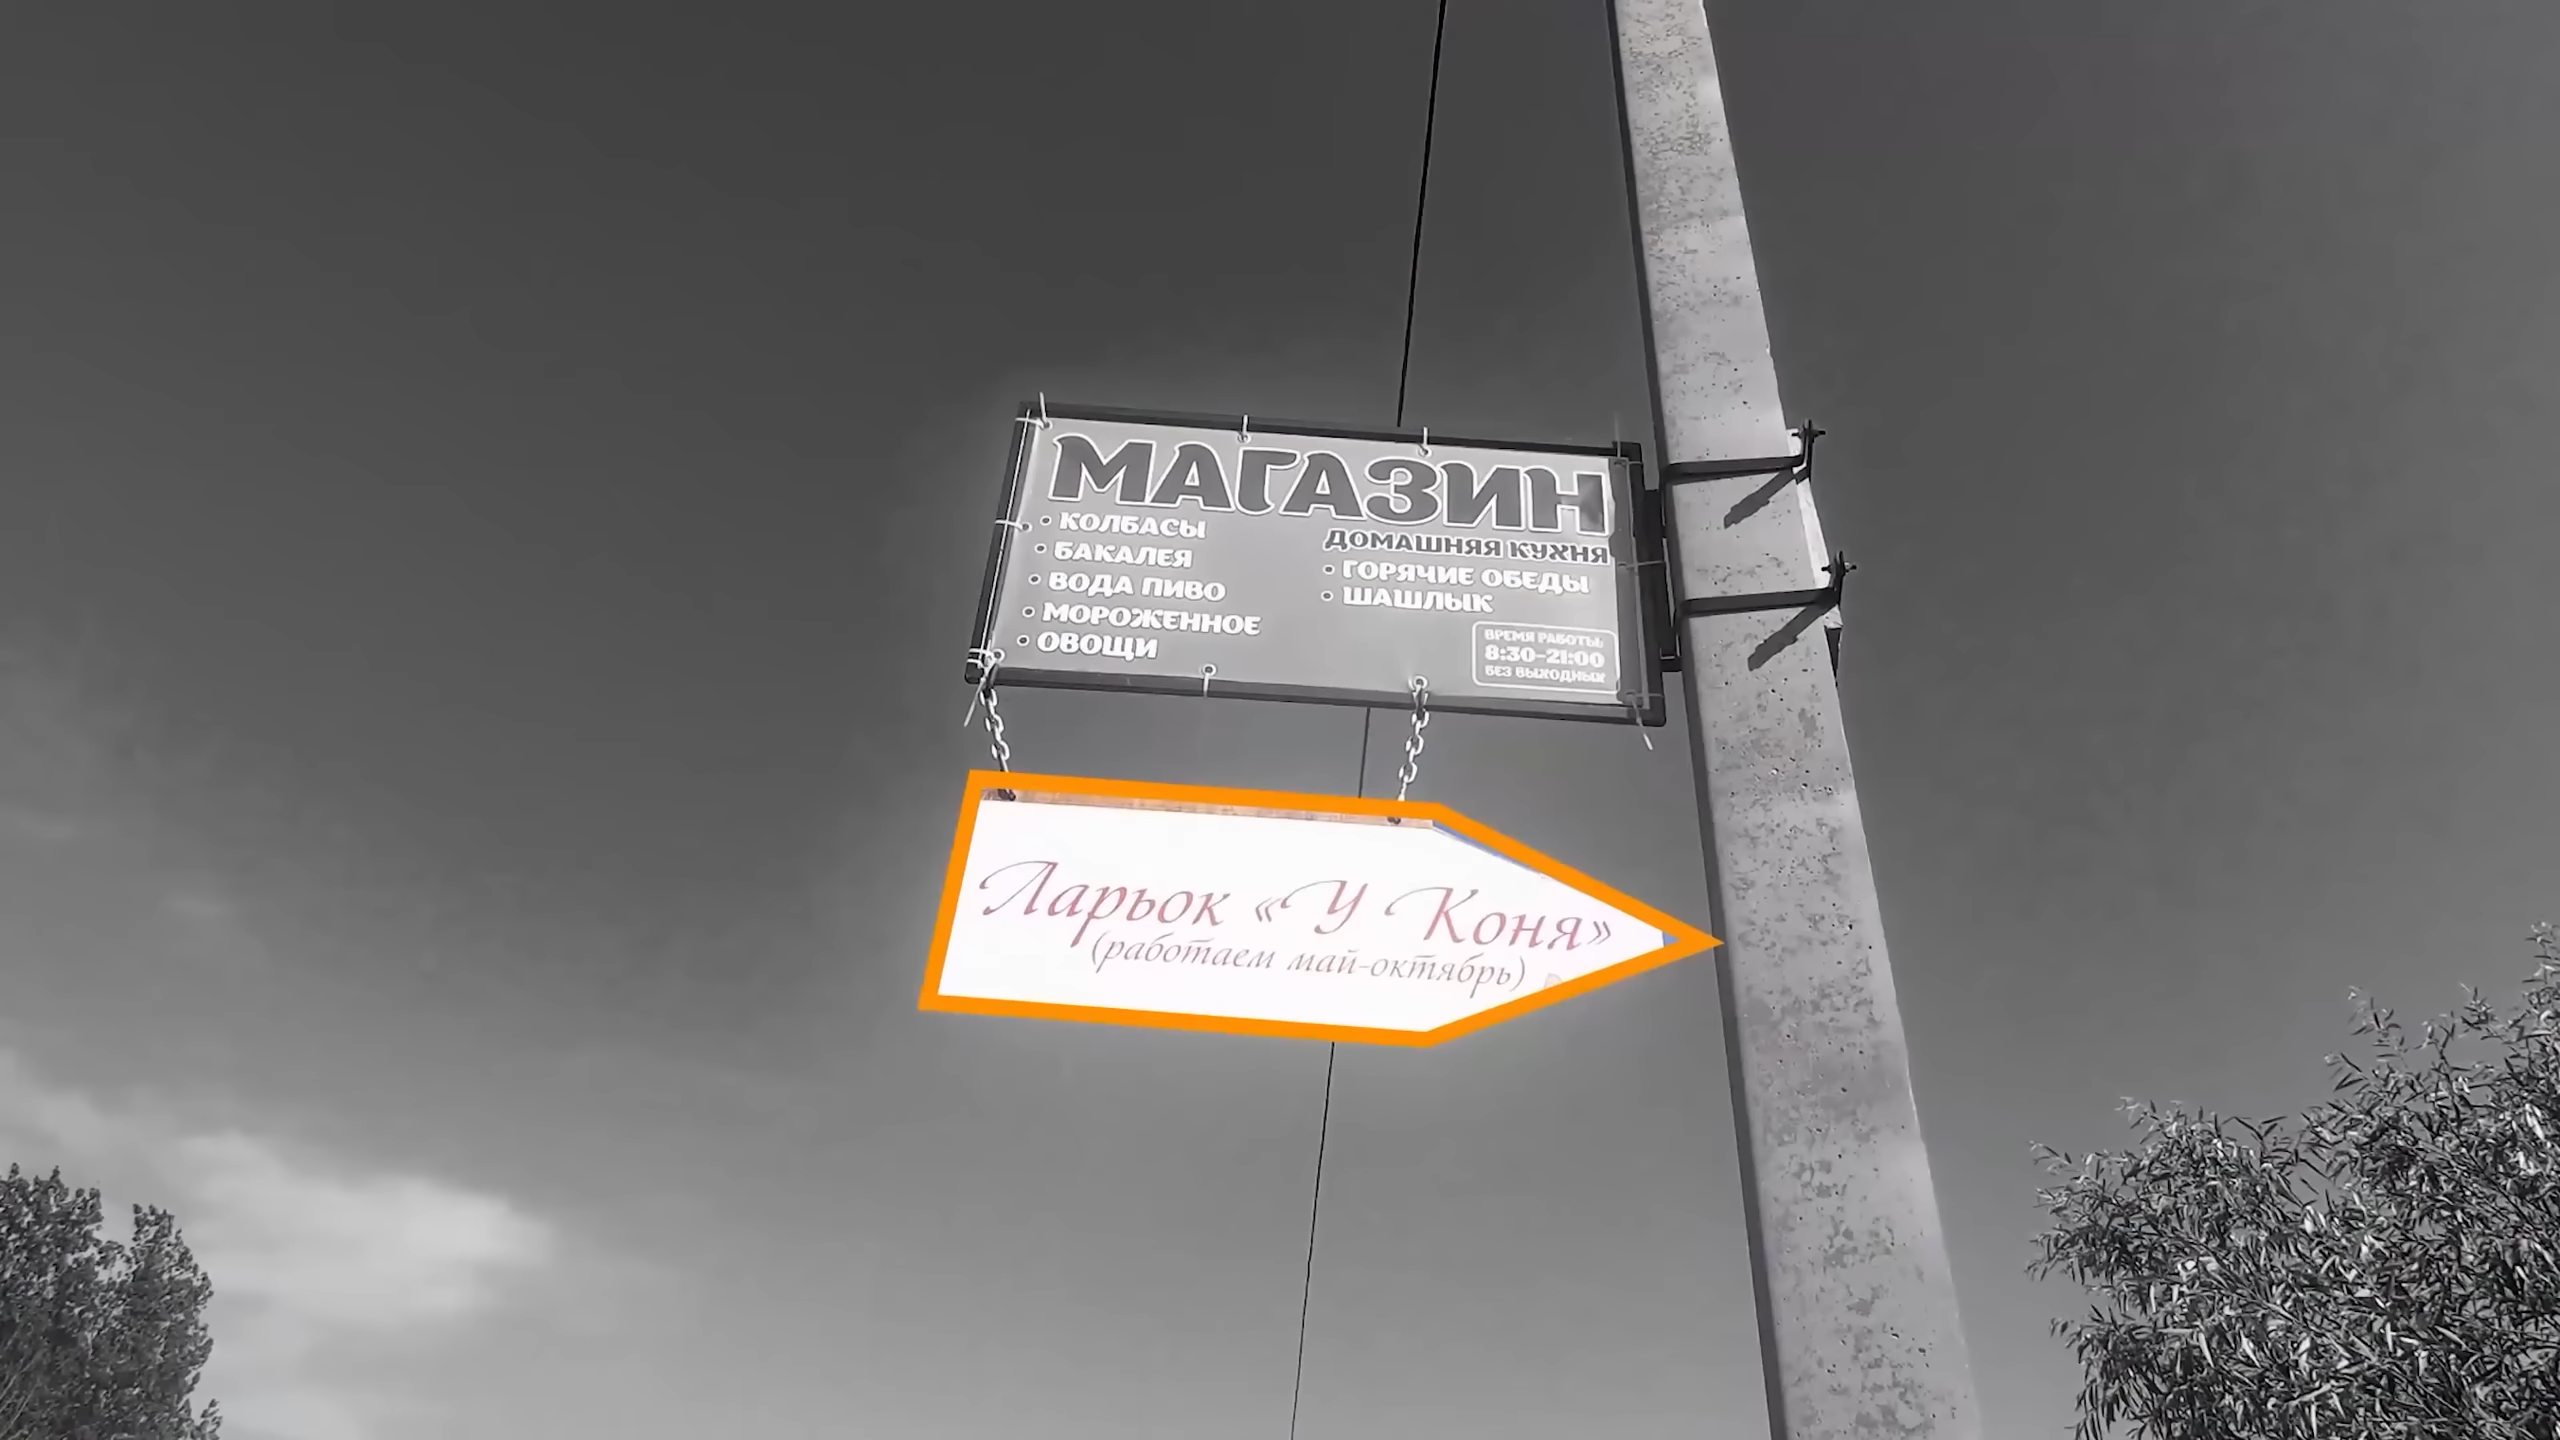 МАГАЗИН
• КОЛБАСЫ
• БАКАЛЕЯ
• ВОДА ПИВО
• МОРОЖЕННОЕ
• ОВОЩИ
ДОМАШНЯЯ КУХНЯ
• ГОРЯЧИЕ ОБЕДЫ
• ШАШЛЫК
ВРЕМЯ РАБОТЫ:
8:30-21:00
БЕЗ ВЫХОДНЫХ
Ларьок «У Коня»
(работаем май-октябрь)